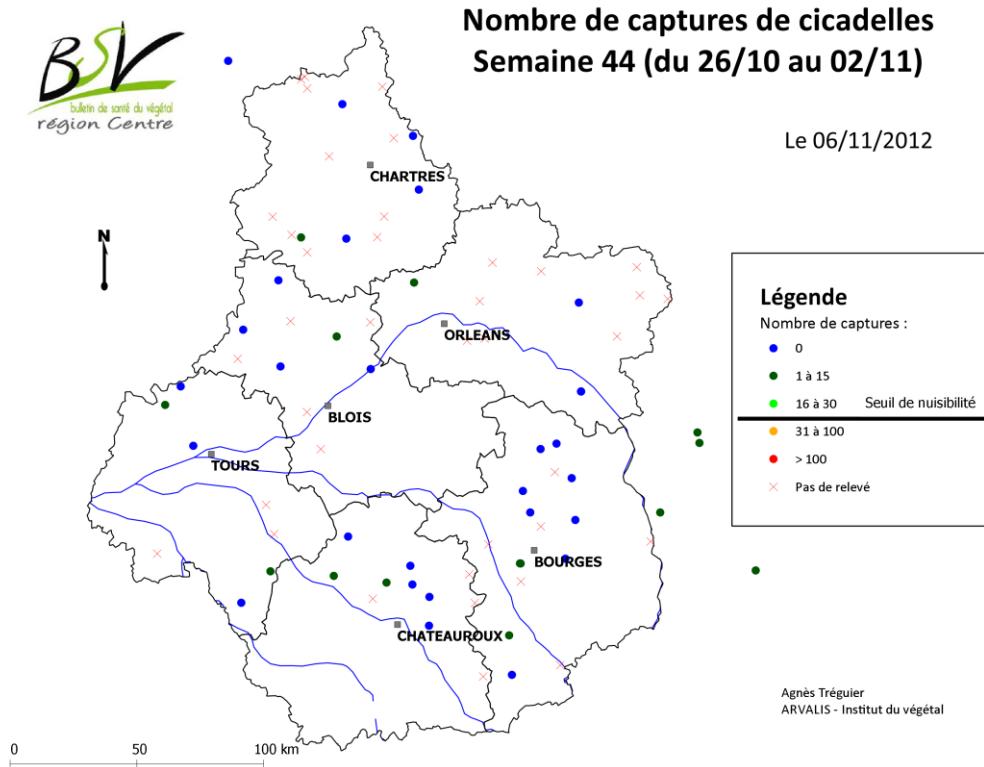 Nombre de captures de cicadelles
Semaine 44 (du 26/10 au 02/11)
BSV
bulletin de santé du végétal
région Centre
Le 06/11/2012
CHARTRES
N
ORLEANS
BLOIS
TOURS
BOURGES
CHATEAUROUX
Légende
Nombre de captures :
0
1 à 15
16 à 30 Seuil de nuisibilité
31 à 100
> 100
Pas de relevé
Agnès Tréguier
ARVALIS - Institut du végétal
0 50 100 km